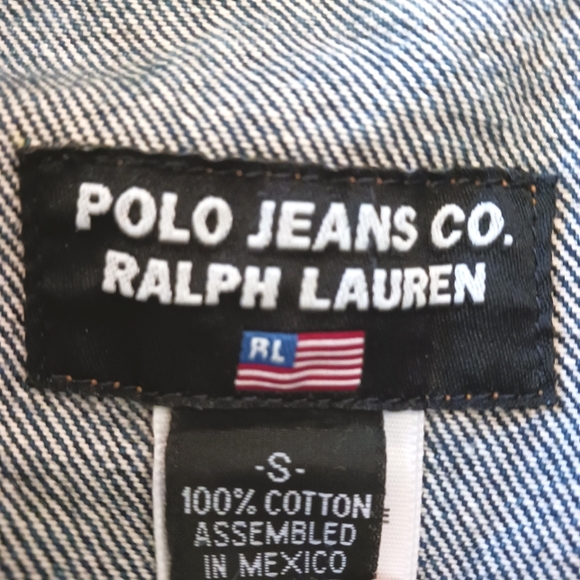 POLO JEANS CO.
RALPH LAUREN
RL
-S-
100% COTTON
ASSEMBLED
IN MEXICO